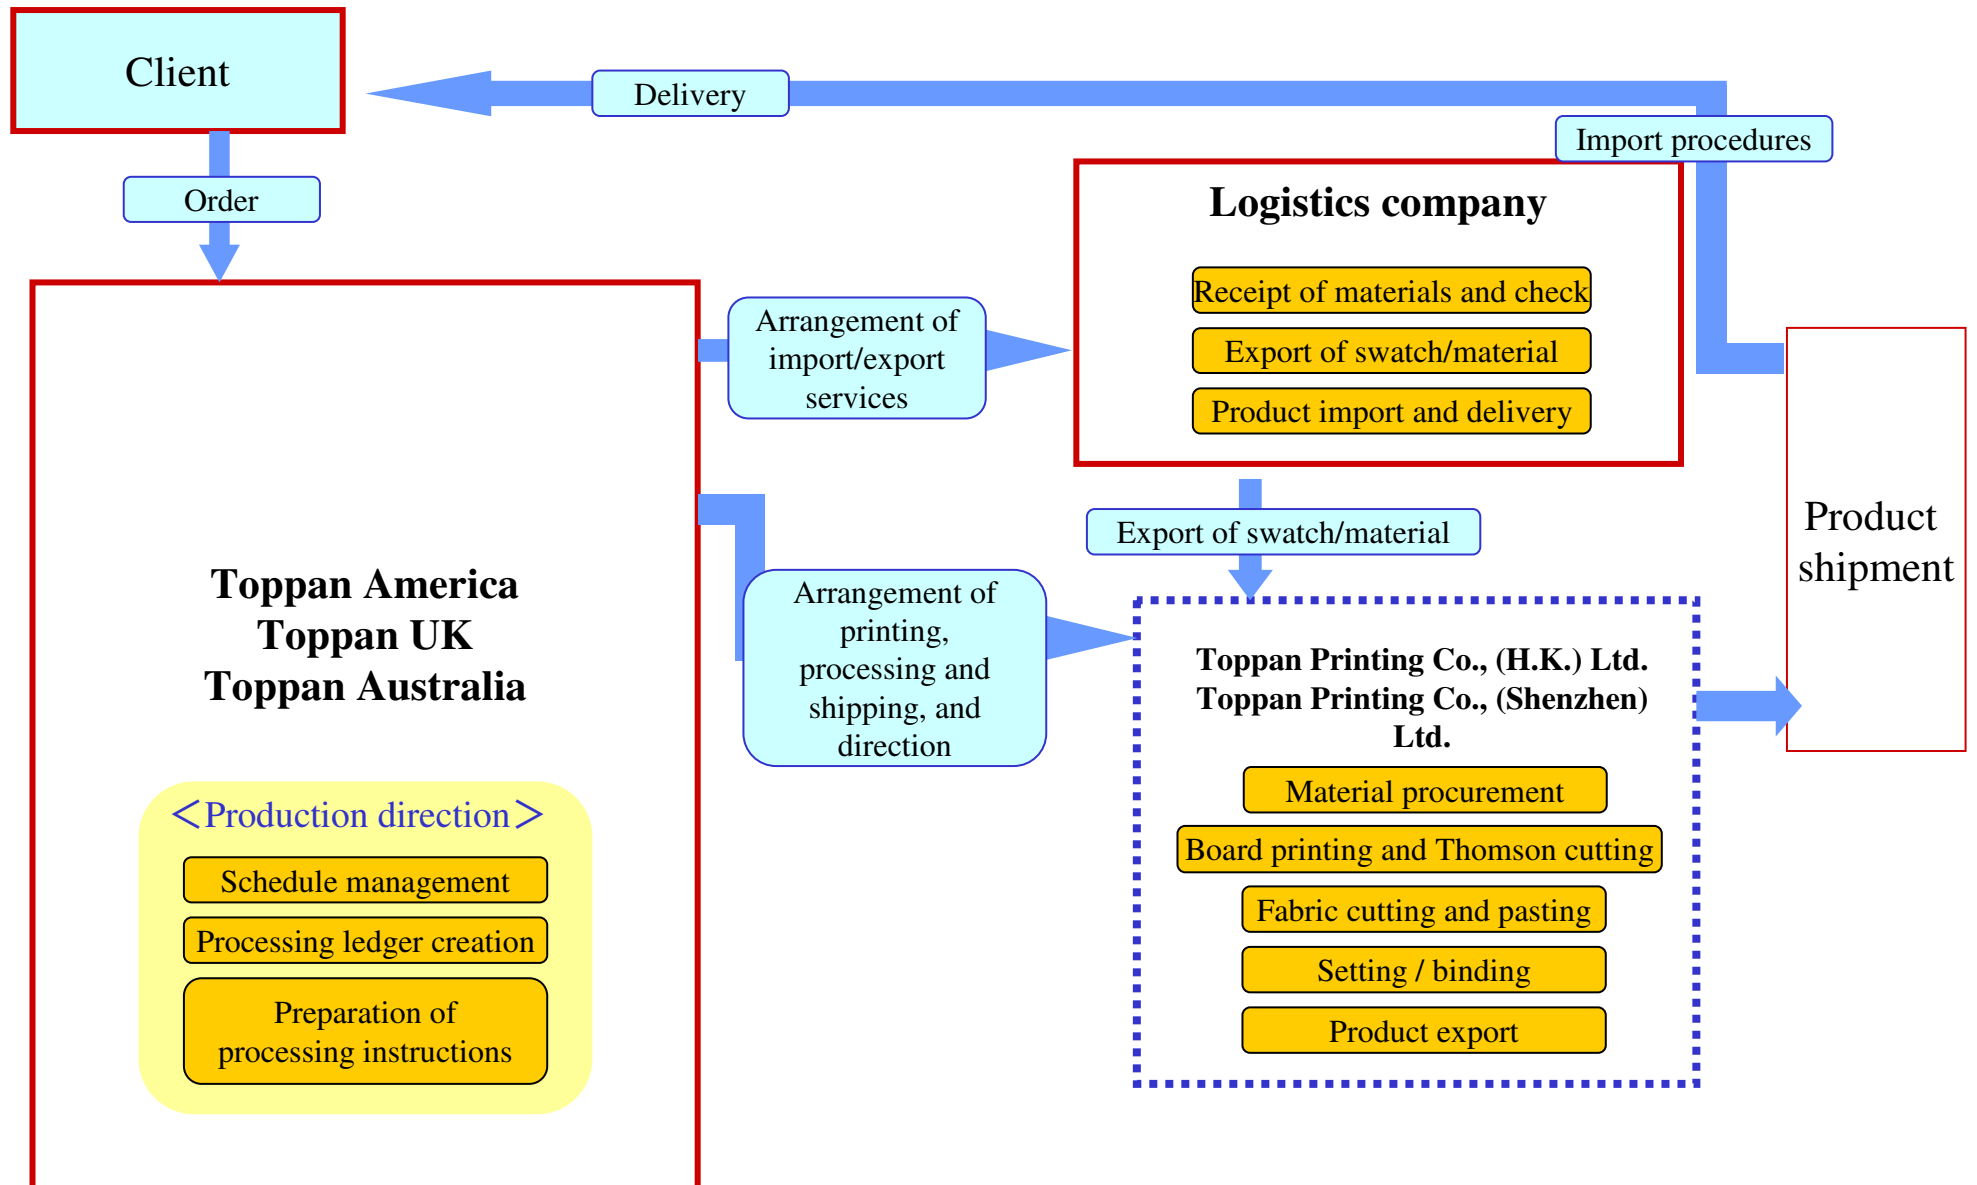 Client
Delivery
Import procedures
Order
Logistics company
Receipt of materials and check
Export of swatch/material
Product import and delivery
Arrangement of
import/export
services
Export of swatch/material
Product
shipment
Toppan America
Toppan UK
Toppan Australia
Arrangement of
printing,
processing and
shipping, and
direction
Toppan Printing Co., (H.K.) Ltd.
Toppan Printing Co., (Shenzhen)
Ltd.
Material procurement
Board printing and Thomson cutting
Fabric cutting and pasting
Setting / binding
Product export
<Production direction>
Schedule management
Processing ledger creation
Preparation of
processing instructions